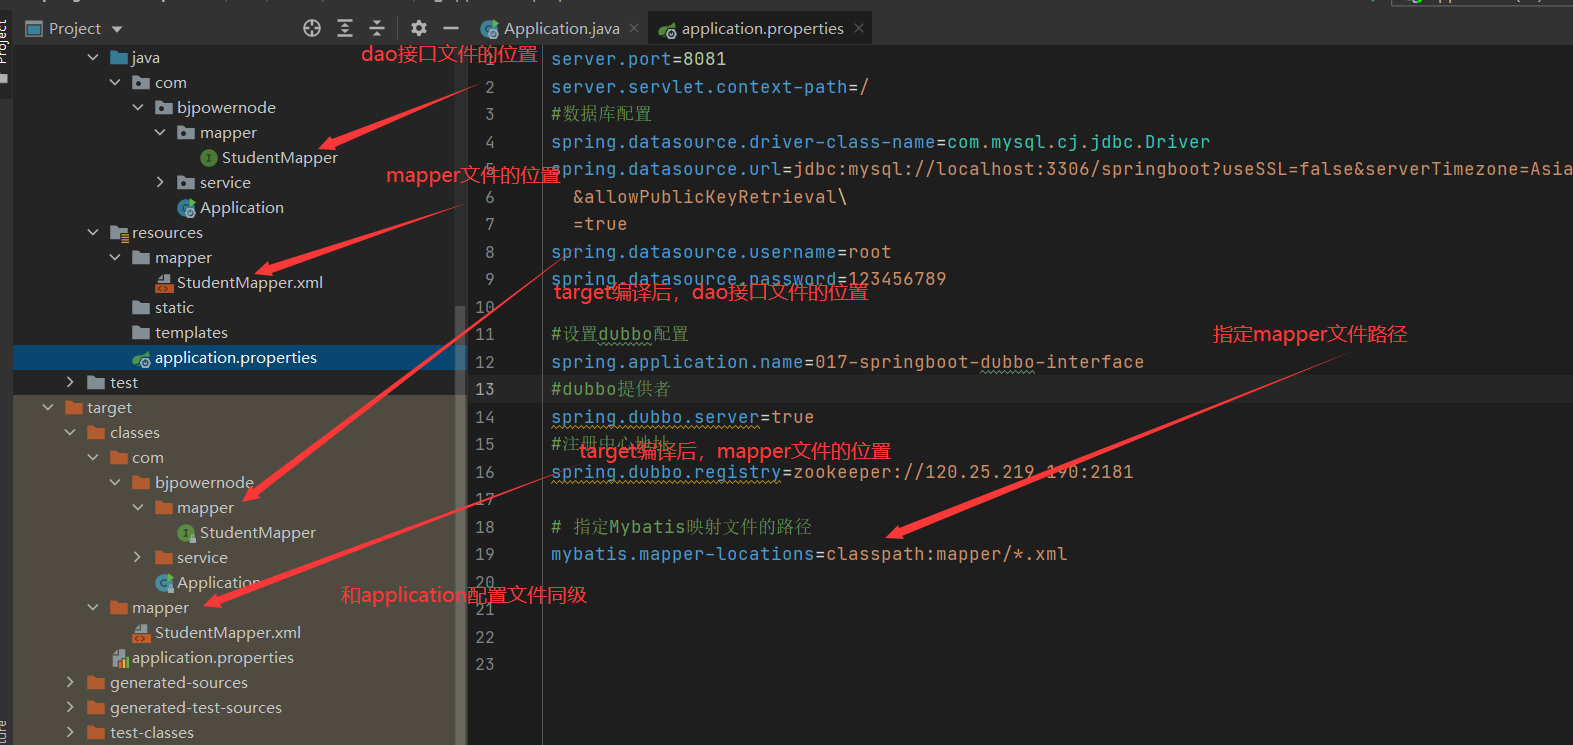 Project
Application.java
application.properties
java
com
bjpowernode
mapper
StudentMapper
service
Application
resources
mapper
StudentMapper.xml
static
templates
application.properties
test
target
classes
com
bjpowernode
mapper
StudentMapper
service
Application
mapper
StudentMapper.xml
application.properties
generated-sources
generated-test-sources
test-classes
dao接口文件的位置
mapper文件的位置
target编译后，dao接口文件的位置
指定mapper文件路径
target编译后，mapper文件的位置
和application配置文件同级
server.port=8081
2 server.servlet.context-path=/
3 #数据库配置
4 spring.datasource.driver-class-name=com.mysql.cj.jdbc.Driver
5 spring.datasource.url=jdbc:mysql://localhost:3306/springboot?useSSL=false&serverTimezone=Asia
6 &allowPublicKeyRetrieval\
7 =true
8 spring.datasource.username=root
9 spring.datasource.password=123456789
10
11 #设置dubbo配置
12 spring.application.name=017-springboot-dubbo-interface
13 #dubbo提供者
14 spring.dubbo.server=true
15 #注册中心地址
16 spring.dubbo.registry=zookeeper://120.25.219.190:2181
17
18 # 指定Mybatis映射文件的路径
19 mybatis.mapper-locations=classpath:mapper/*.xml
20
21
22
23